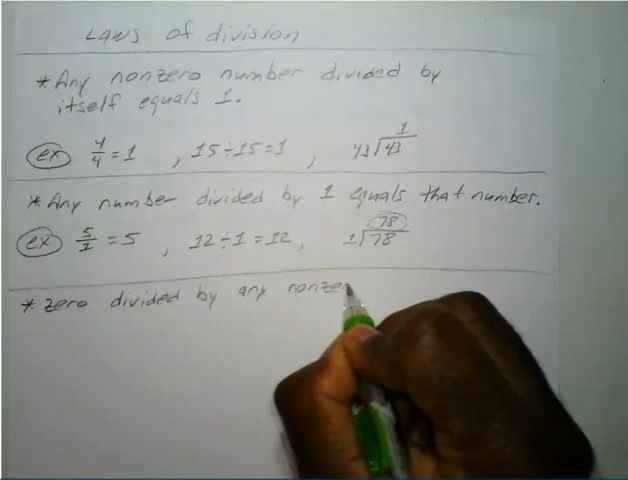 Laws of division
* Any nonzero number divided by
itself equals 1.
ex 4/4 = 1 , 15 ÷ 15 = 1 , 43⟌43 1
* Any number divided by 1 equals that number.
ex 5/1 = 5 , 12 ÷ 1 = 12 , 1⟌78 78
* zero divided by any nonzer